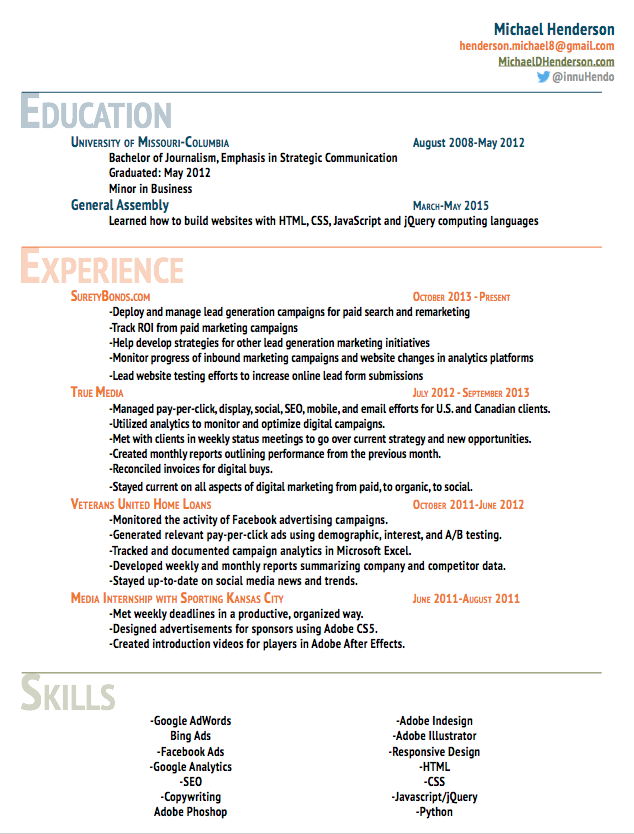 Michael Henderson
henderson.michael8@gmail.com
MichaelDHenderson.com
@innuHendo
Education
University of Missouri-Columbia August 2008-May 2012
Bachelor of Journalism, Emphasis in Strategic Communication
Graduated: May 2012
Minor in Business
General Assembly March-May 2015
Learned how to build websites with HTML, CSS, JavaScript and jQuery computing languages
Experience
SuretyBonds.com October 2013 - Present
-Deploy and manage lead generation campaigns for paid search and remarketing
-Track ROI from paid marketing campaigns
-Help develop strategies for other lead generation marketing initiatives
-Monitor progress of inbound marketing campaigns and website changes in analytics platforms
-Lead website testing efforts to increase online lead form submissions
True Media July 2012 - September 2013
-Managed pay-per-click, display, social, SEO, mobile, and email efforts for U.S. and Canadian clients.
-Utilized analytics to monitor and optimize digital campaigns.
-Met with clients in weekly status meetings to go over current strategy and new opportunities.
-Created monthly reports outlining performance from the previous month.
-Reconciled invoices for digital buys.
-Stayed current on all aspects of digital marketing from paid, to organic, to social.
Veterans United Home Loans October 2011-June 2012
-Monitored the activity of Facebook advertising campaigns.
-Generated relevant pay-per-click ads using demographic, interest, and A/B testing.
-Tracked and documented campaign analytics in Microsoft Excel.
-Developed weekly and monthly reports summarizing company and competitor data.
-Stayed up-to-date on social media news and trends.
Media Internship with Sporting Kansas City June 2011-August 2011
-Met weekly deadlines in a productive, organized way.
-Designed advertisements for sponsors using Adobe CS5.
-Created introduction videos for players in Adobe After Effects.
Skills
-Google AdWords
Bing Ads
-Facebook Ads
-Google Analytics
-SEO
-Copywriting
Adobe Phoshop
-Adobe Indesign
-Adobe Illustrator
-Responsive Design
-HTML
-CSS
-Javascript/jQuery
-Python